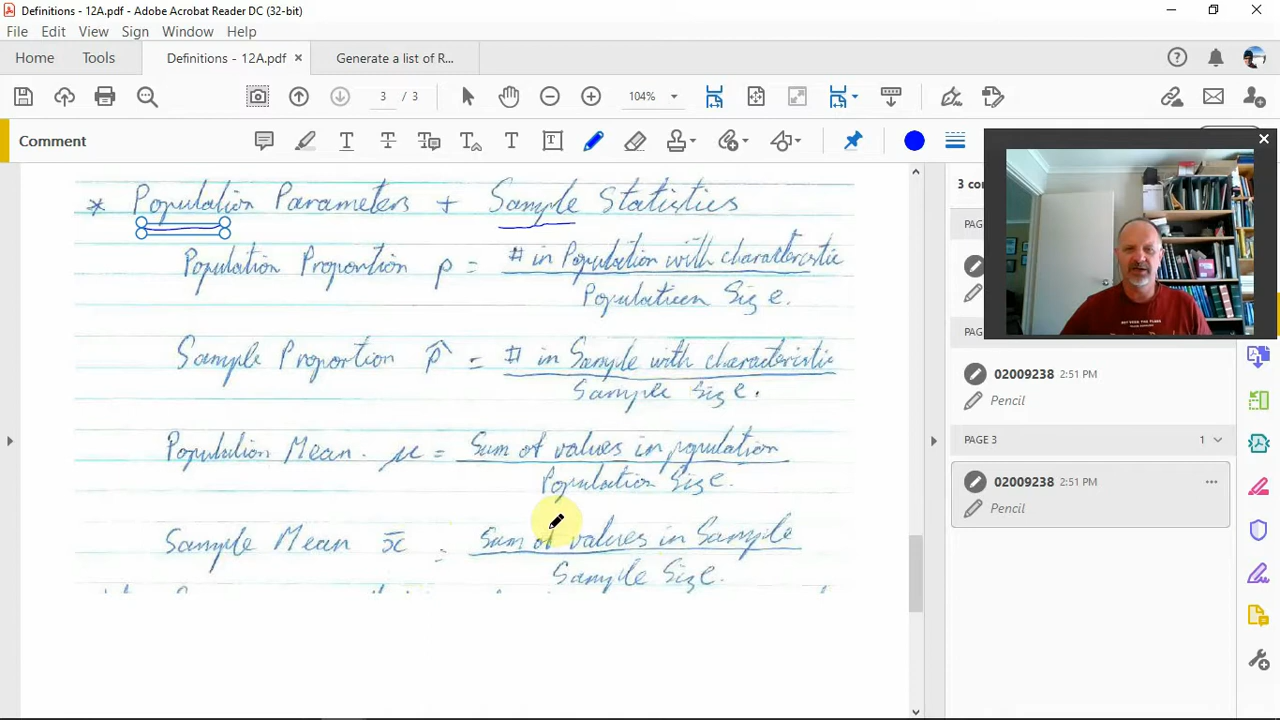 Definitions - 12A.pdf - Adobe Acrobat Reader DC (32-bit)
File Edit View Sign Window Help
Home Tools Definitions - 12A.pdf × Generate a list of R...
3 / 3 104%
Comment
3 con
* Population Parameters + Sample Statistics
Population Proportion p = # in Population with characteristic
Population Size.
Sample Proportion p̂ = # in Sample with characteristic
Sample Size.
Population Mean. μ = Sum of values in population
Population Size.
Sample Mean x̄ = Sum of values in Sample
Sample Size.
PAGE
PAGE
02009238 2:51 PM
Pencil
PAGE 3 1
02009238 2:51 PM ...
Pencil